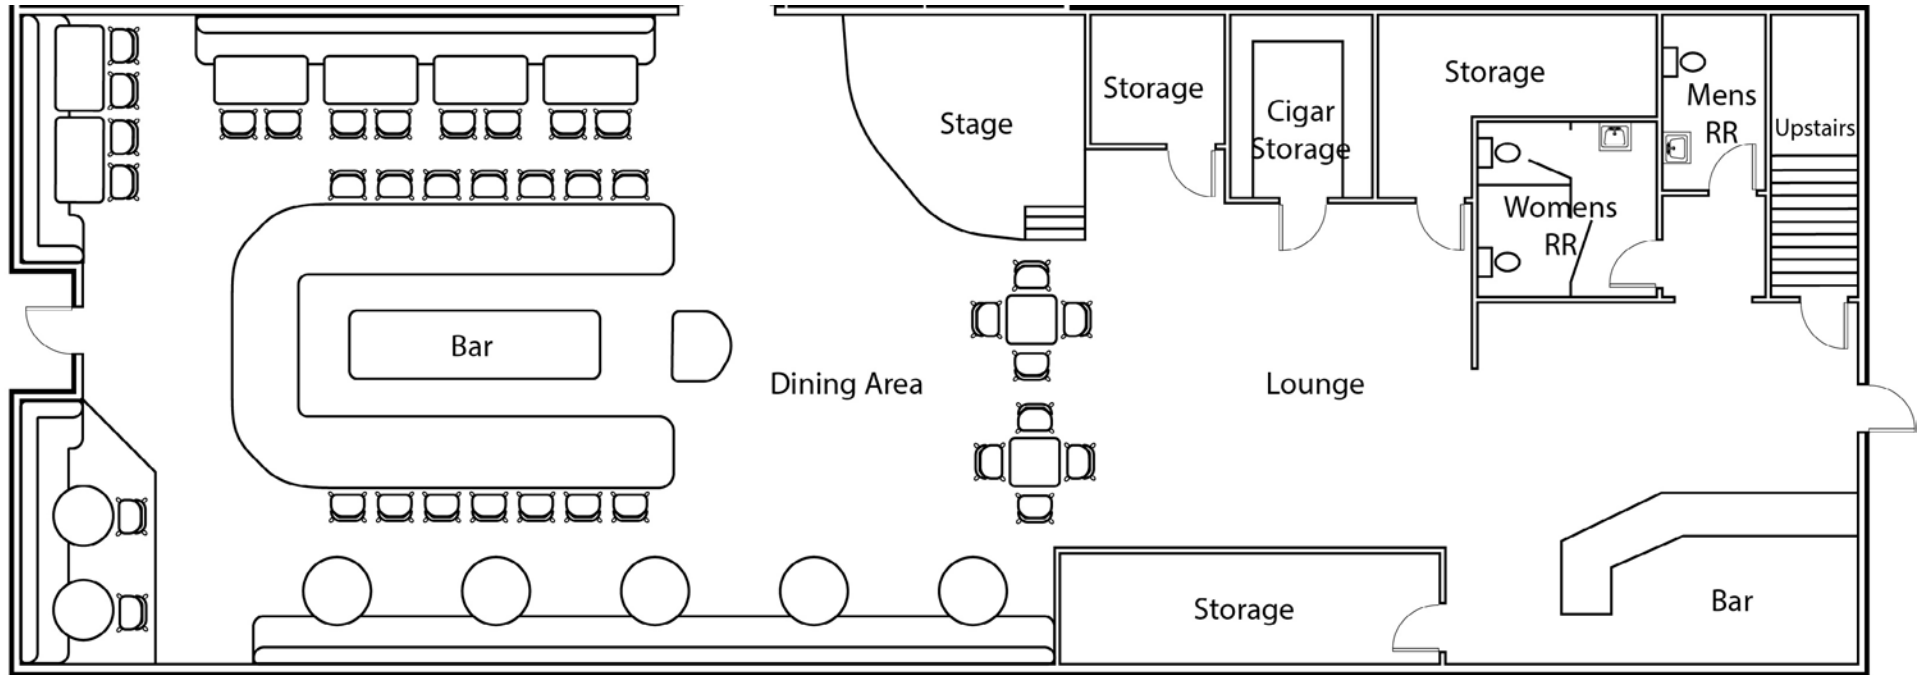 Storage
Storage
Cigar
Storage
Mens
RR
Stage
Upstairs
Womens
RR
Bar
Dining Area
Lounge
Storage
Bar